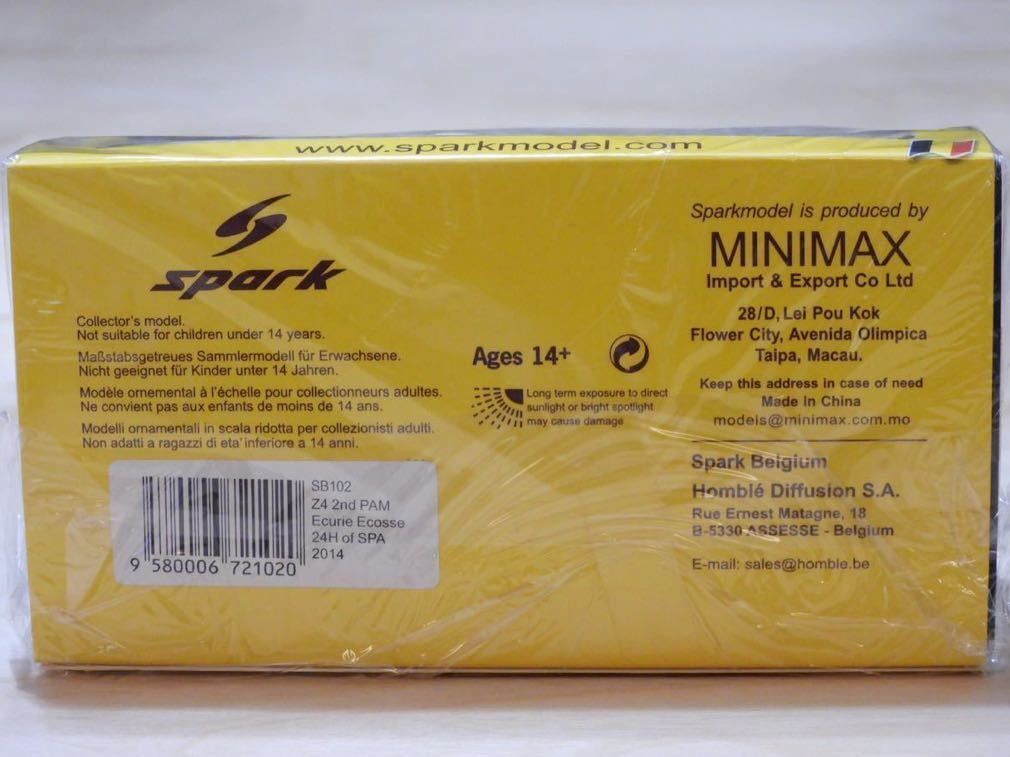 www.sparkmodel.com
spark
Collector's model.
Not suitable for children under 14 years.
Maßstabsgetreues Sammlermodell für Erwachsene.
Nicht geeignet für Kinder unter 14 Jahren.
Modèle ornemental à l'échelle pour collectionneurs adultes.
Ne convient pas aux enfants de moins de 14 ans.
Modelli ornamentali in scala ridotta per collezionisti adulti.
Non adatti a ragazzi di eta' inferiore a 14 anni.
SB102
Z4 2nd PAM
Ecurie Ecosse
24H of SPA
2014
9 580006 721020
Ages 14+
Long term exposure to direct
sunlight or bright spotlight
may cause damage
Sparkmodel is produced by
MINIMAX
Import & Export Co Ltd
28/D, Lei Pou Kok
Flower City, Avenida Olimpica
Taipa, Macau.
Keep this address in case of need
Made In China
models@minimax.com.mo
Spark Belgium
Homblé Diffusion S.A.
Rue Ernest Matagne, 18
B-5330 ASSESSE - Belgium
E-mail: sales@homble.be